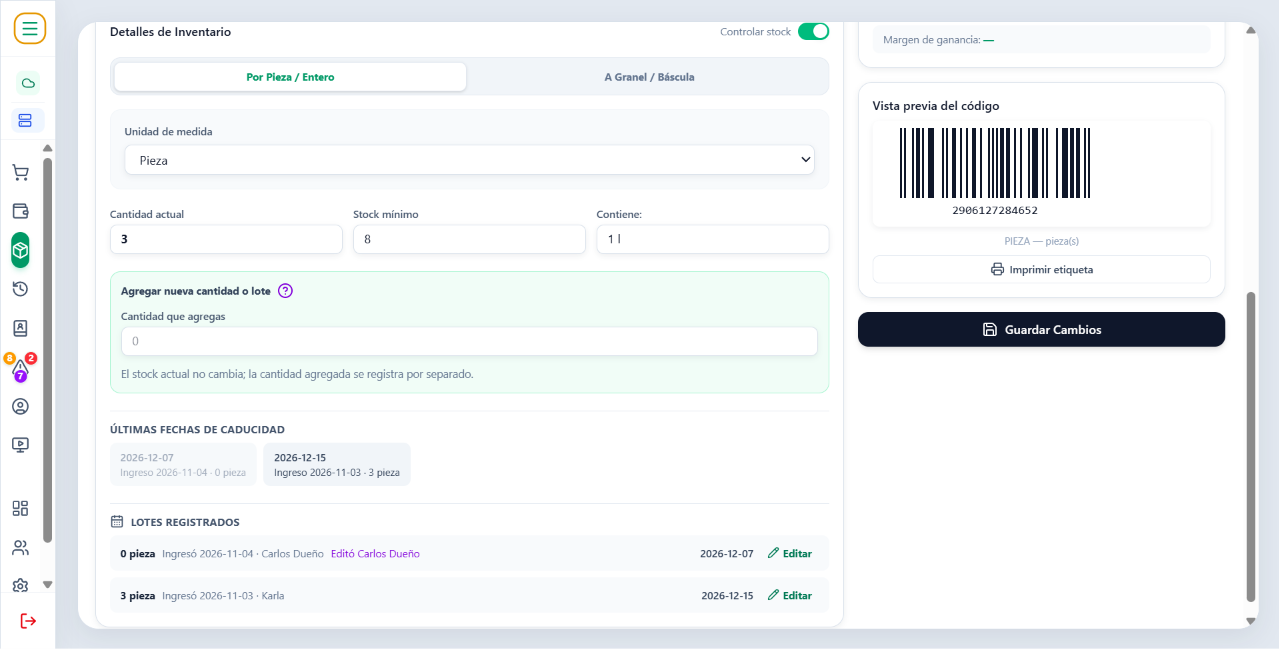 Detalles de Inventario
Controlar stock
Por Pieza / Entero
A Granel / Báscula
Unidad de medida
Pieza
Cantidad actual
Stock mínimo
Contiene:
3
8
1 l
Agregar nueva cantidad o lote ?
Cantidad que agregas
0
El stock actual no cambia; la cantidad agregada se registra por separado.
ÚLTIMAS FECHAS DE CADUCIDAD
2026-12-07
Ingreso 2026-11-04 · 0 pieza
2026-12-15
Ingreso 2026-11-03 · 3 pieza
LOTES REGISTRADOS
0 pieza Ingresó 2026-11-04 · Carlos Dueño Editó Carlos Dueño 2026-12-07 Editar
3 pieza Ingresó 2026-11-03 · Karla 2026-12-15 Editar
Margen de ganancia: —
Vista previa del código
2906127284652
PIEZA — pieza(s)
Imprimir etiqueta
Guardar Cambios
8
2
7